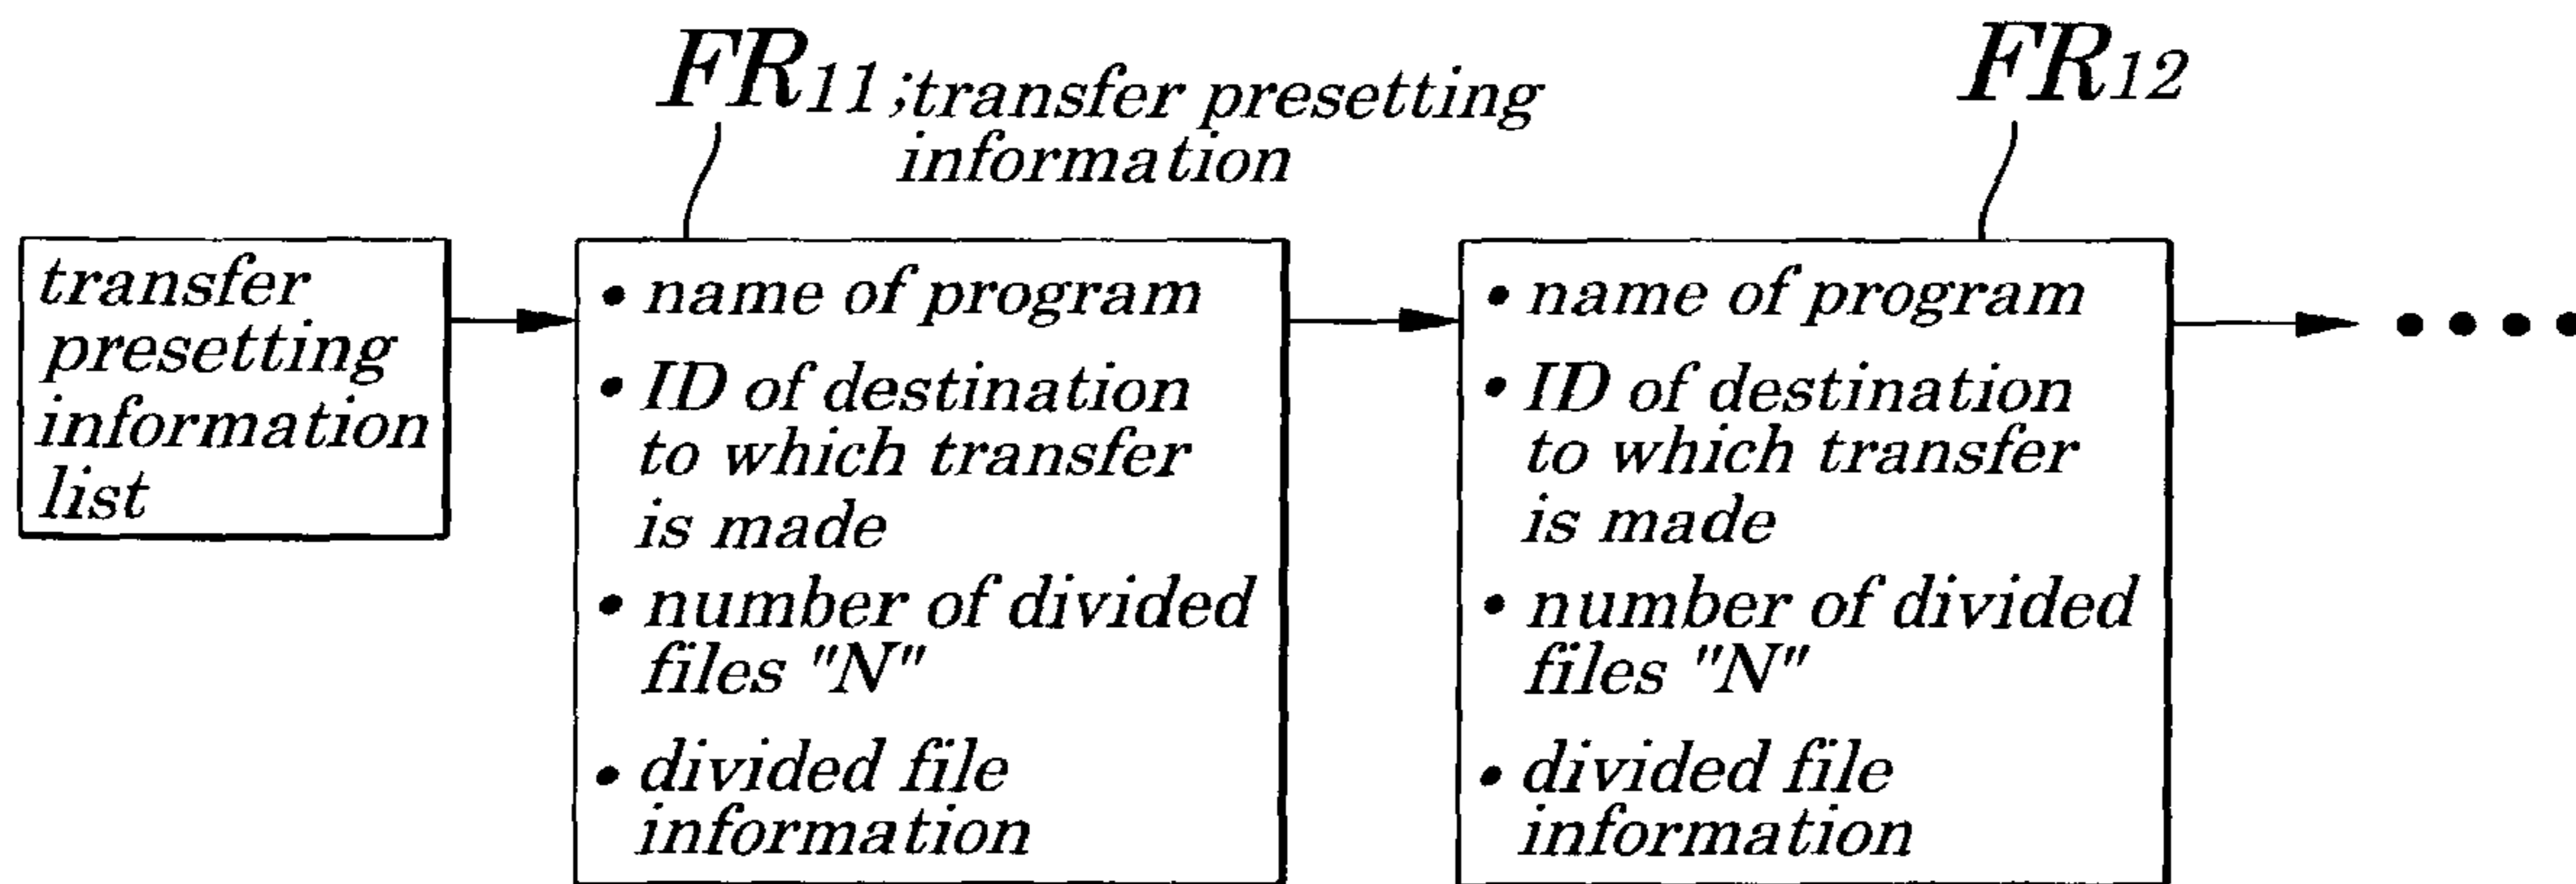 FR11;transfer presetting
information
FR12
transfer
presetting
information
list
• name of program
• ID of destination
to which transfer
is made
• number of divided
files "N"
• divided file
information
• name of program
• ID of destination
to which transfer
is made
• number of divided
files "N"
• divided file
information